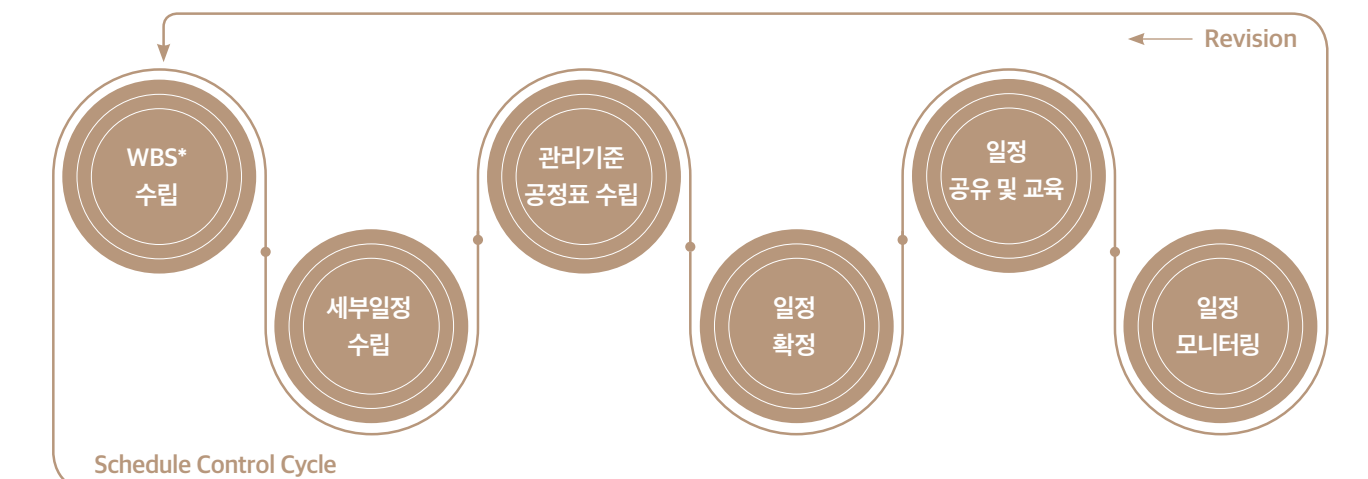 Revision
WBS*
수립
세부일정
수립
관리기준
공정표 수립
일정
확정
일정
공유 및 교육
일정
모니터링
Schedule Control Cycle